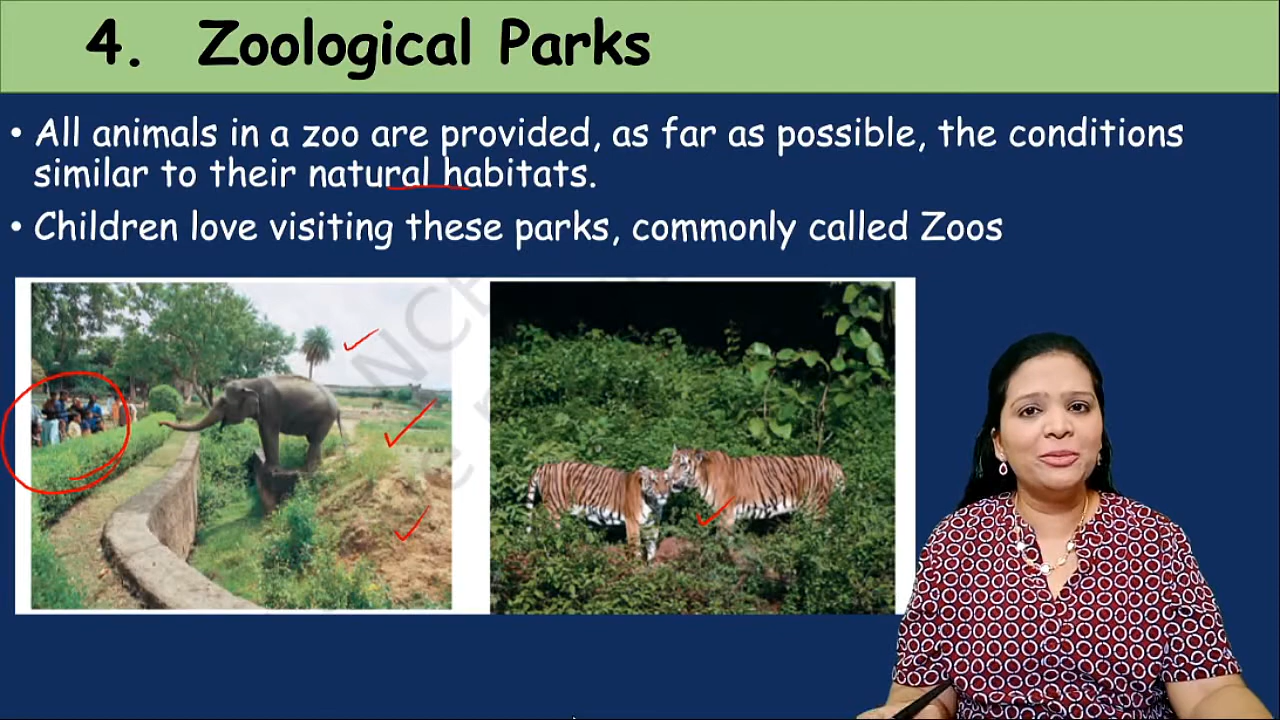 4. Zoological Parks
• All animals in a zoo are provided, as far as possible, the conditions
similar to their natural habitats.
• Children love visiting these parks, commonly called Zoos